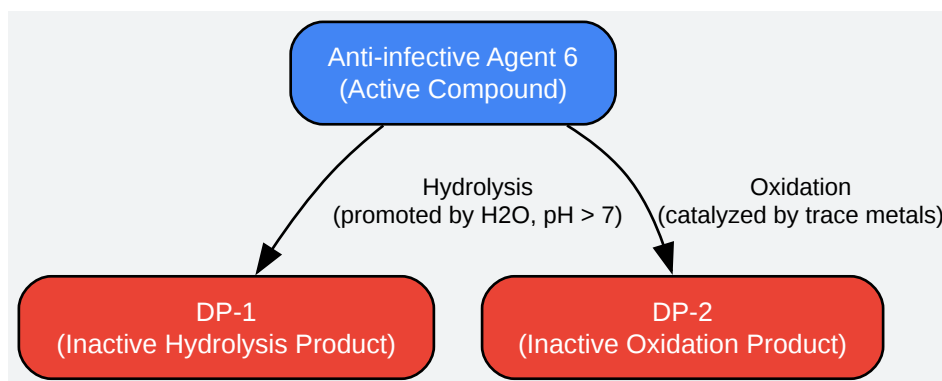 Anti-infective Agent 6
(Active Compound)
Hydrolysis
(promoted by H2O, pH > 7)
Oxidation
(catalyzed by trace metals)
DP-1
(Inactive Hydrolysis Product)
DP-2
(Inactive Oxidation Product)